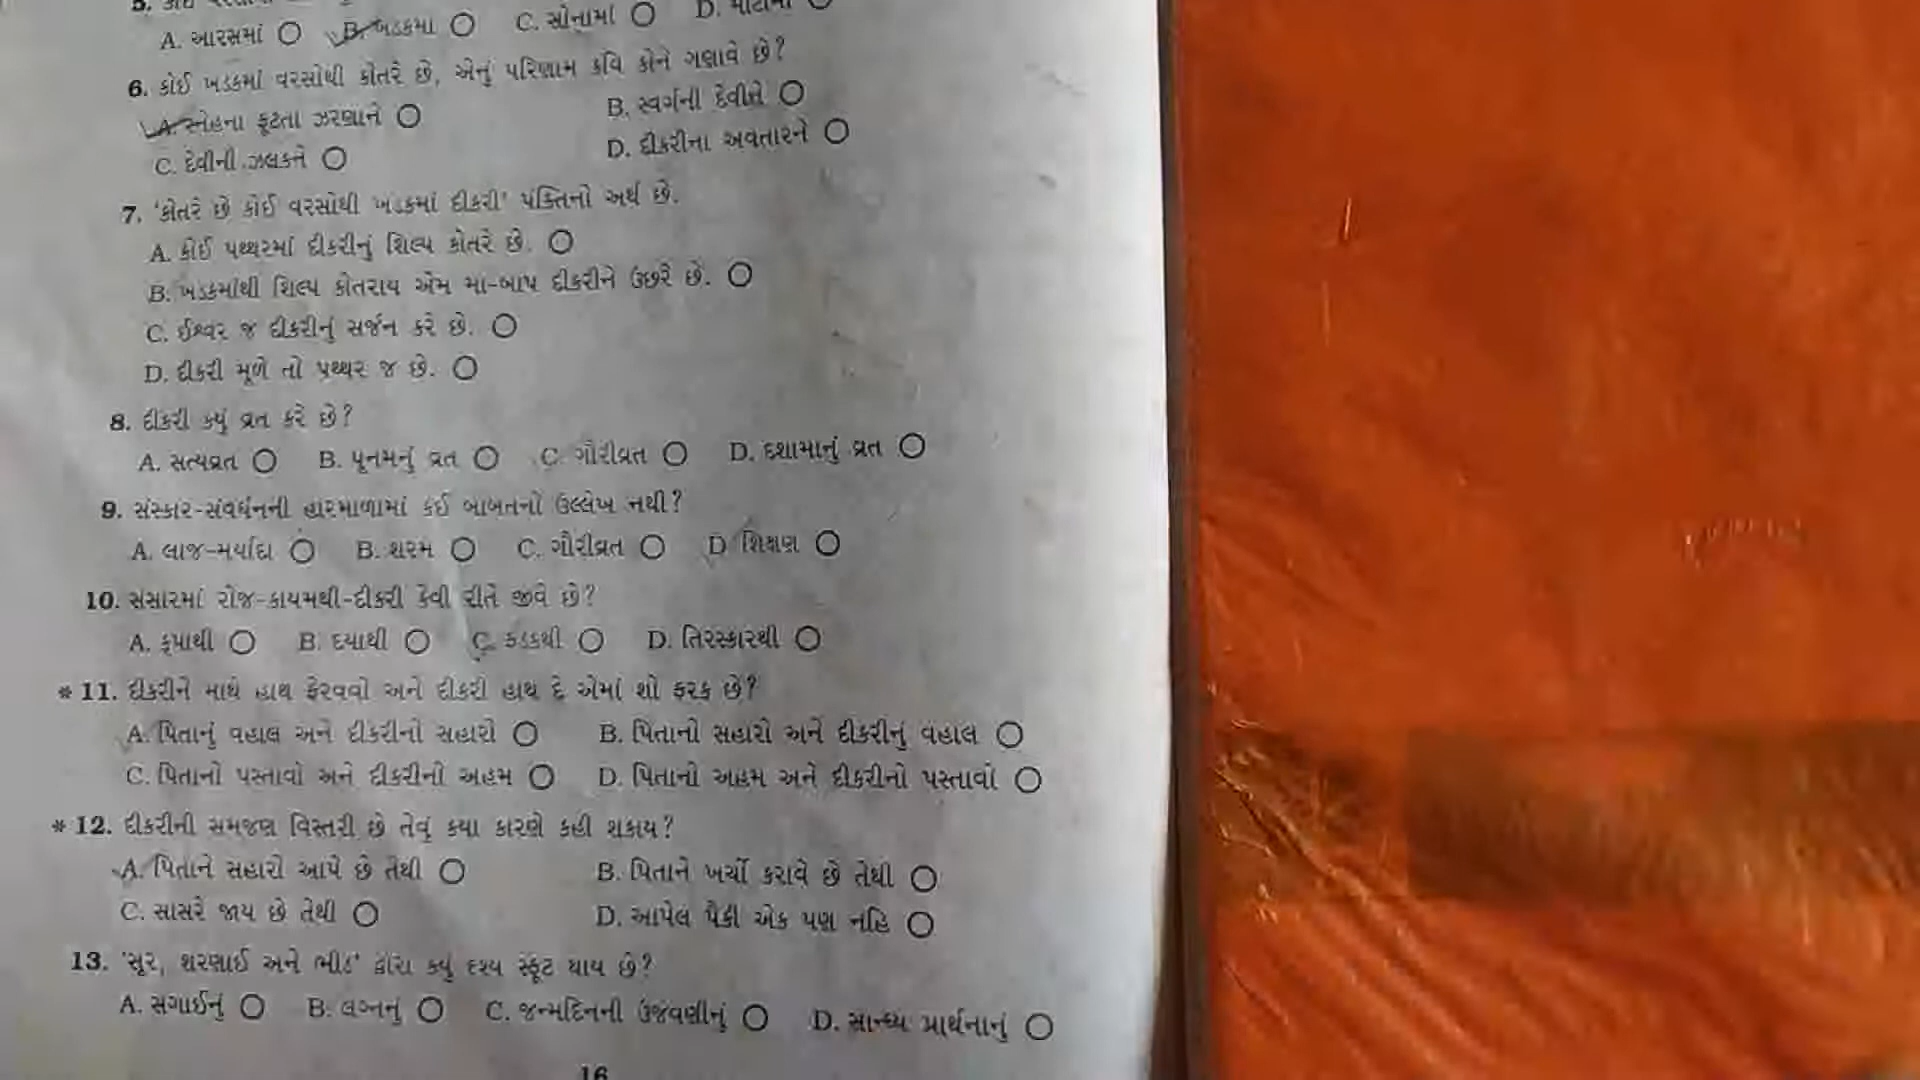 5. કોઈ
A. આરસમાં B. ખડકમાં C. સોનામાં D. માટીમાં
6. કોઈ ખડકમાં વરસોથી કોતરે છે, એનું પરિણામ કવિ કોને ગણાવે છે?
A. સ્નેહના ફૂટતા ઝરણાને B. સ્વર્ગની દેવીને
C. દેવીની ઝલકને D. દીકરીના અવતારને
7. 'કોતરે છે કોઈ વરસોથી ખડકમાં દીકરી' પંક્તિનો અર્થ છે.
A. કોઈ પથ્થરમાં દીકરીનું શિલ્પ કોતરે છે.
B. ખડકમાંથી શિલ્પ કોતરાય એમ મા-બાપ દીકરીને ઉછરે છે.
C. ઈશ્વર જ દીકરીનું સર્જન કરે છે.
D. દીકરી મૂળે તો પથ્થર જ છે.
8. દીકરી કયું વ્રત કરે છે?
A. સત્યવ્રત B. પૂનમનું વ્રત C. ગૌરીવ્રત D. દશામાનું વ્રત
9. સંસ્કાર-સંવર્ધનની હારમાળામાં કઈ બાબતનો ઉલ્લેખ નથી?
A. લાજ-મર્યાદા B. શરમ C. ગૌરીવ્રત D શિક્ષણ
10. સંસારમાં રોજ-કાયમથી-દીકરી કેવી રીતે જીવે છે?
A. કૃપાથી B. દયાથી C. કડકથી D. તિરસ્કારથી
* 11. દીકરીને માથે હાથ ફેરવવો અને દીકરી હાથ દે એમાં શો ફરક છે?
A. પિતાનું વહાલ અને દીકરીનો સહારો B. પિતાનો સહારો અને દીકરીનું વહાલ
C. પિતાનો પસ્તાવો અને દીકરીનો અહમ D. પિતાનો અહમ અને દીકરીનો પસ્તાવો
* 12. દીકરીની સમજણ વિસ્તરી છે તેવું કયા કારણે કહી શકાય?
A. પિતાને સહારો આપે છે તેથી B. પિતાને ખર્ચો કરાવે છે તેથી
C. સાસરે જાય છે તેથી D. આપેલ પૈકી એક પણ નહિ
13. 'સૂર, શરણાઈ અને ભીડ' દ્વારા કયું દશ્ય સ્ફૂટ થાય છે?
A. સગાઈનું B. લગ્નનું C. જન્મદિનની ઉજવણીનું D. સાન્ધ્ય પ્રાર્થનાનું
16